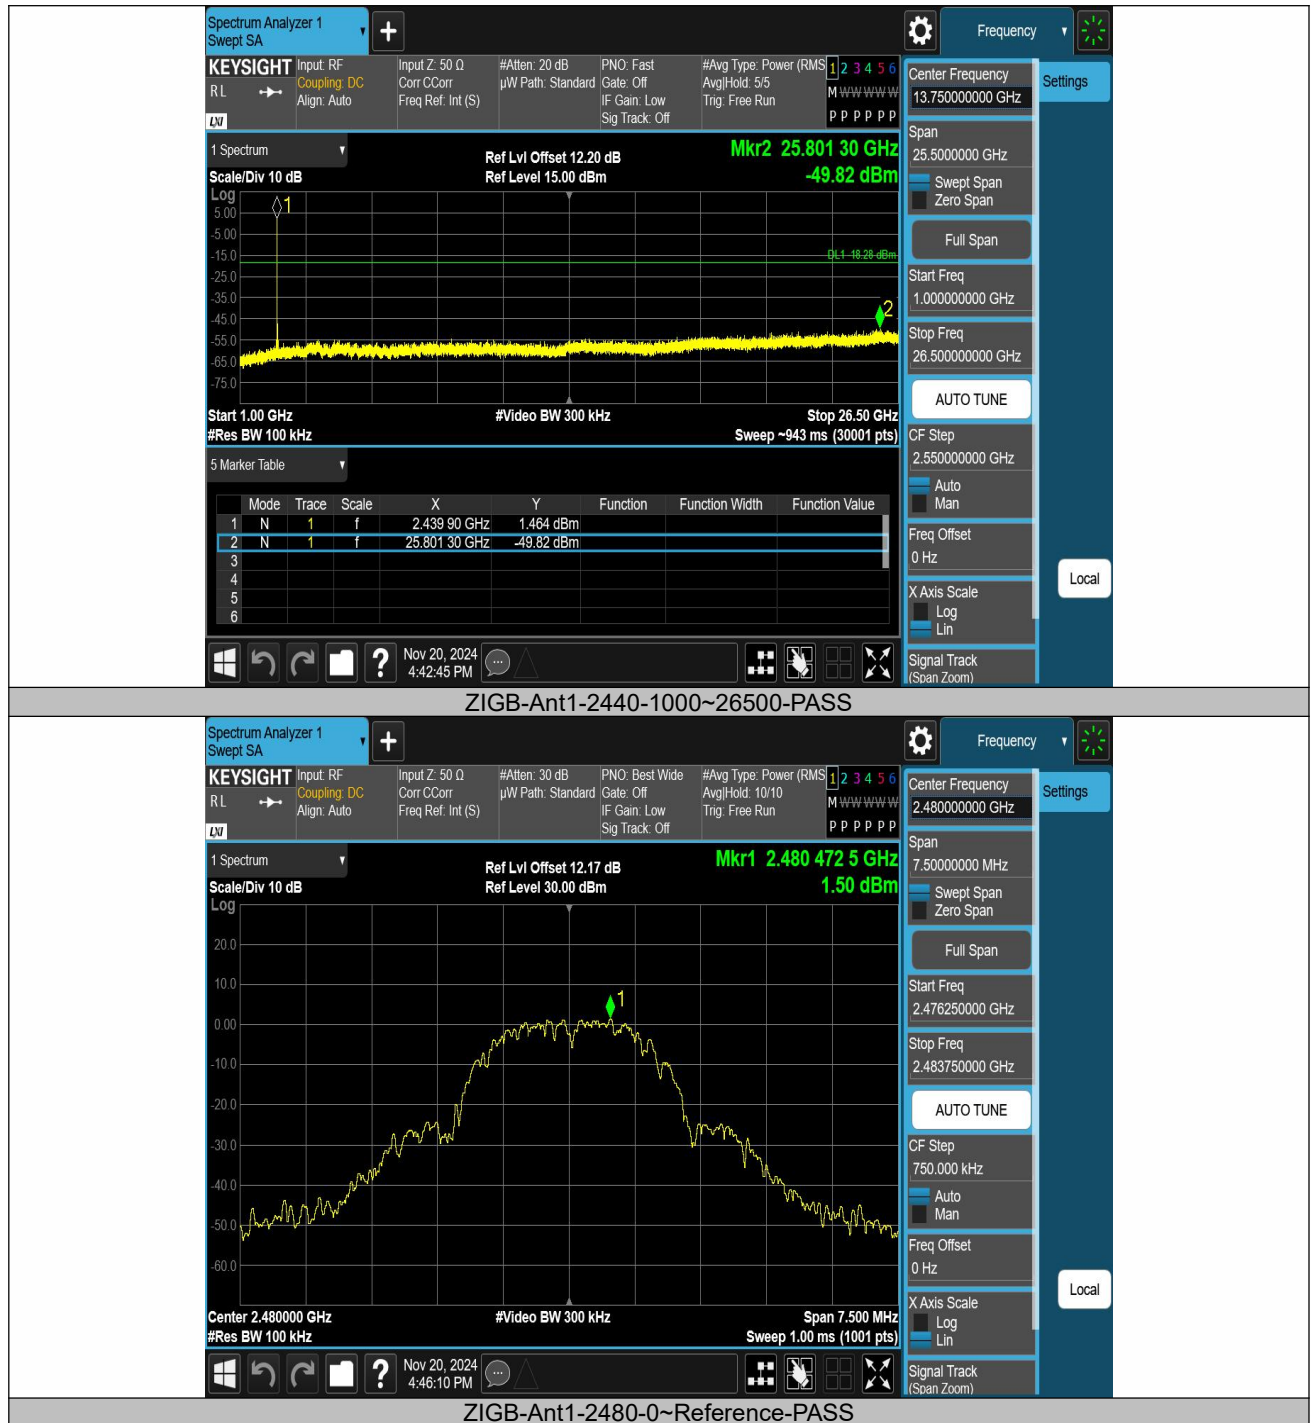 Spectrum Analyzer 1
Swept SA
Frequency
KEYSIGHT Input: RF Input Z: 50 Ω #Atten: 20 dB PNO: Fast #Avg Type: Power (RMS 1 2 3 4 5 6
RL Coupling: DC Corr CCorr µW Path: Standard Gate: Off Avg|Hold: 5/5 M W W W W W
Align: Auto Freq Ref: Int (S) IF Gain: Low Trig: Free Run
LXI Sig Track: Off P P P P P P
1 Spectrum
Ref Lvl Offset 12.20 dB Mkr2 25.801 30 GHz
Scale/Div 10 dB Ref Level 15.00 dBm -49.82 dBm
Log
5.00
-5.00
-15.0
-25.0
-35.0
-45.0
-55.0
-65.0
-75.0
1
DL1 -18.28 dBm
2
Start 1.00 GHz #Video BW 300 kHz Stop 26.50 GHz
#Res BW 100 kHz Sweep ~943 ms (30001 pts)
5 Marker Table
Mode Trace Scale X Y Function Function Width Function Value
1 N 1 f 2.439 90 GHz 1.464 dBm
2 N 1 f 25.801 30 GHz -49.82 dBm
3
4
5
6
Nov 20, 2024
4:42:45 PM
Center Frequency
13.750000000 GHz
Settings
Span
25.5000000 GHz
Swept Span
Zero Span
Full Span
Start Freq
1.000000000 GHz
Stop Freq
26.500000000 GHz
AUTO TUNE
CF Step
2.550000000 GHz
Auto
Man
Freq Offset
0 Hz
Local
X Axis Scale
Log
Lin
Signal Track
(Span Zoom)
ZIGB-Ant1-2440-1000~26500-PASS
Spectrum Analyzer 1
Swept SA
Frequency
KEYSIGHT Input: RF Input Z: 50 Ω #Atten: 30 dB PNO: Best Wide #Avg Type: Power (RMS 1 2 3 4 5 6
RL Coupling: DC Corr CCorr µW Path: Standard Gate: Off Avg|Hold: 10/10 M W W W W W
Align: Auto Freq Ref: Int (S) IF Gain: Low Trig: Free Run
LXI Sig Track: Off P P P P P P
1 Spectrum
Ref Lvl Offset 12.17 dB Mkr1 2.480 472 5 GHz
Scale/Div 10 dB Ref Level 30.00 dBm 1.50 dBm
Log
20.0
10.0
0.00
-10.0
-20.0
-30.0
-40.0
-50.0
-60.0
1
Center 2.480000 GHz #Video BW 300 kHz Span 7.500 MHz
#Res BW 100 kHz Sweep 1.00 ms (1001 pts)
Nov 20, 2024
4:46:10 PM
Center Frequency
2.480000000 GHz
Settings
Span
7.50000000 MHz
Swept Span
Zero Span
Full Span
Start Freq
2.476250000 GHz
Stop Freq
2.483750000 GHz
AUTO TUNE
CF Step
750.000 kHz
Auto
Man
Freq Offset
0 Hz
Local
X Axis Scale
Log
Lin
Signal Track
(Span Zoom)
ZIGB-Ant1-2480-0~Reference-PASS